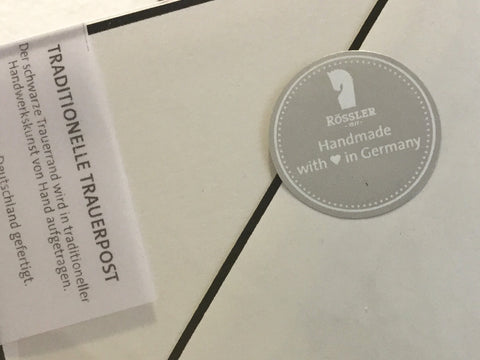 TRADITIONELLE TRAUERPOST
Der schwarze Trauerrand wird in traditioneller
Handwerkskunst von Hand aufgetragen.
Deutschland gefertigt.
RÖSSLER
Handmade
with ♥ in Germany